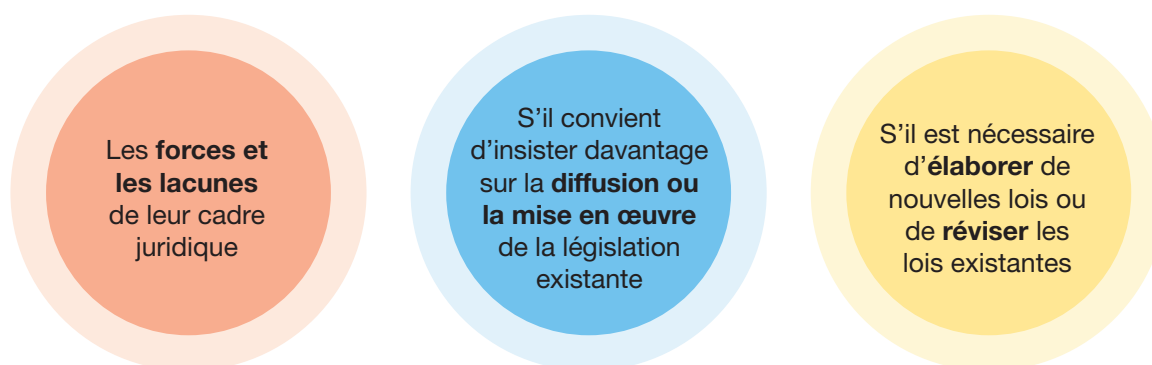 Les forces et
les lacunes
de leur cadre
juridique
S’il convient
d’insister davantage
sur la diffusion ou
la mise en œuvre
de la législation
existante
S’il est nécessaire
d’élaborer de
nouvelles lois ou
de réviser les
lois existantes